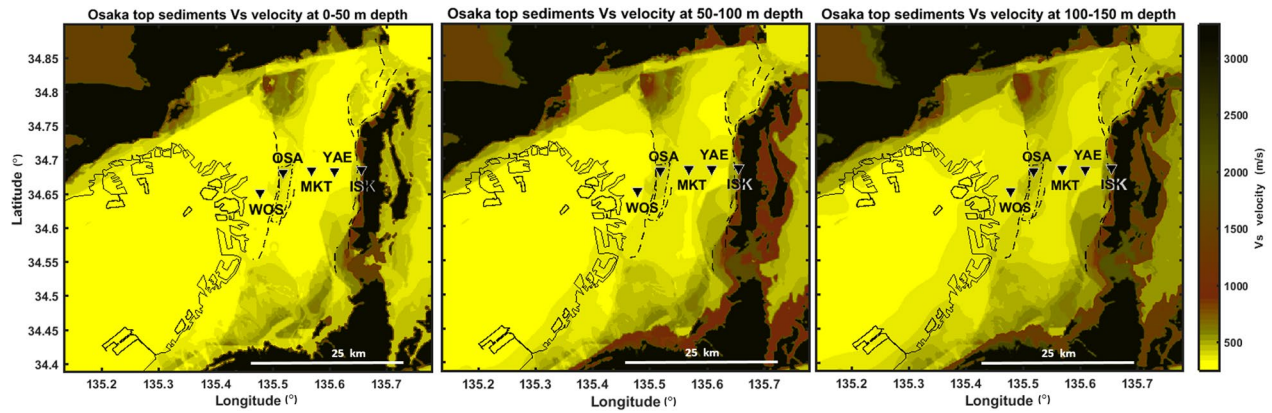 Osaka top sediments Vs velocity at 0-50 m depth
Osaka top sediments Vs velocity at 50-100 m depth
Osaka top sediments Vs velocity at 100-150 m depth
34.85
34.8
34.75
34.7
34.65
34.6
34.55
34.5
34.45
34.4
Latitude (°)
OSA YAE
MKT ISK
WOS
25 km
135.2 135.3 135.4 135.5 135.6 135.7
Longitude (°)
OSA YAE
MKT ISK
WOS
25 km
135.2 135.3 135.4 135.5 135.6 135.7
Longitude (°)
OSA YAE
MKT ISK
WOS
25 km
135.2 135.3 135.4 135.5 135.6 135.7
Longitude (°)
3000
2500
2000
1500
1000
500
Vs velocity (m/s)